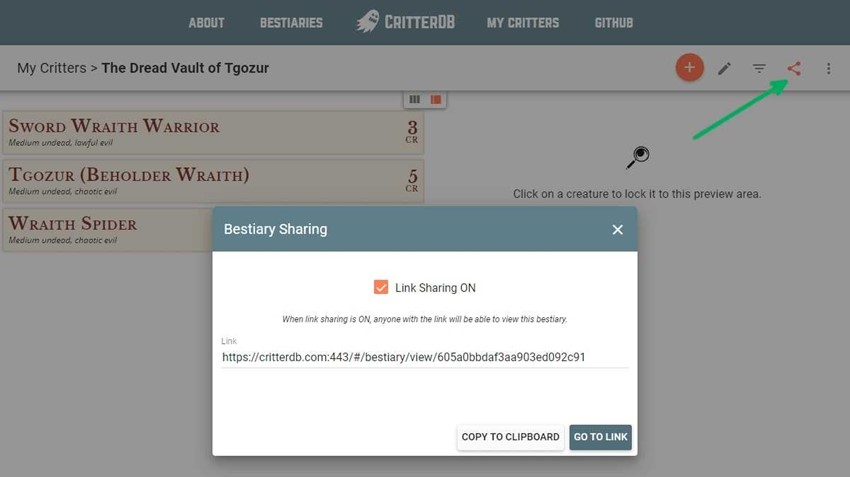 ABOUT BESTIARIES CRITTERDB MY CRITTERS GITHUB
My Critters > The Dread Vault of Tgozur
Sword Wraith Warrior 3
Medium undead, lawful evil CR
Tgozur (Beholder Wraith) 5
Medium undead, chaotic evil CR
Wraith Spider
Medium undead, chaotic evil
Click on a creature to lock it to this preview area.
Bestiary Sharing
Link Sharing ON
When link sharing is ON, anyone with the link will be able to view this bestiary.
Link
https://critterdb.com:443/#/bestiary/view/605a0bbdaf3aa903ed092c91
COPY TO CLIPBOARD GO TO LINK